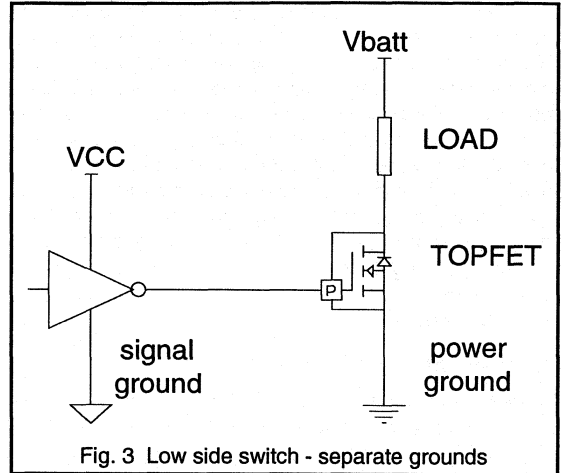 Vbatt
LOAD
VCC
TOPFET
P
signal
ground
power
ground
Fig. 3 Low side switch - separate grounds